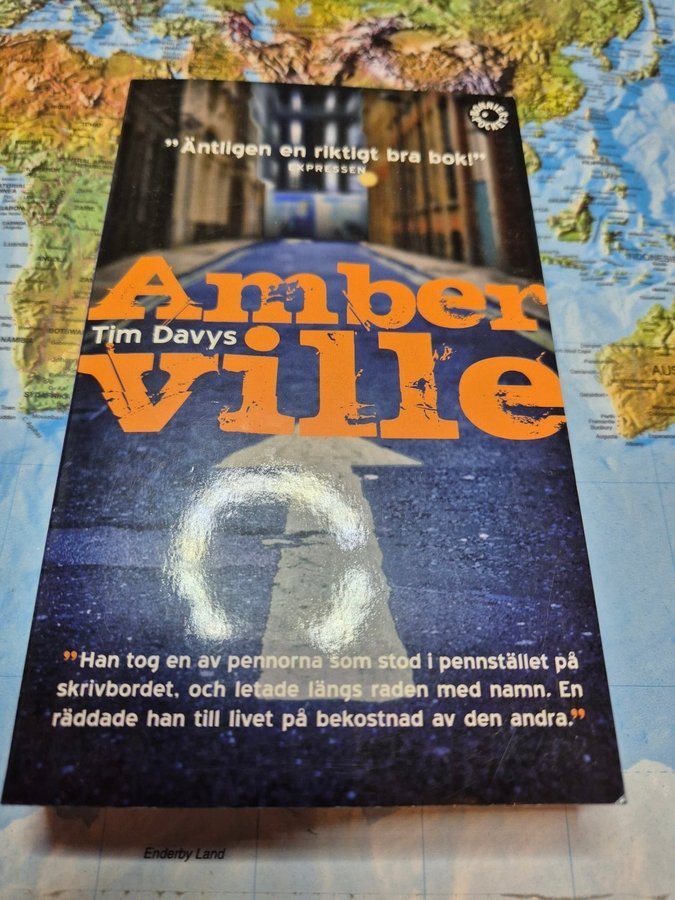 BONNIER POCKET
”Äntligen en riktigt bra bok!”
EXPRESSEN
Amber
Tim Davys
ville
”Han tog en av pennorna som stod i pennstället på
skrivbordet, och letade längs raden med namn. En
räddade han till livet på bekostnad av den andra.”
Enderby Land